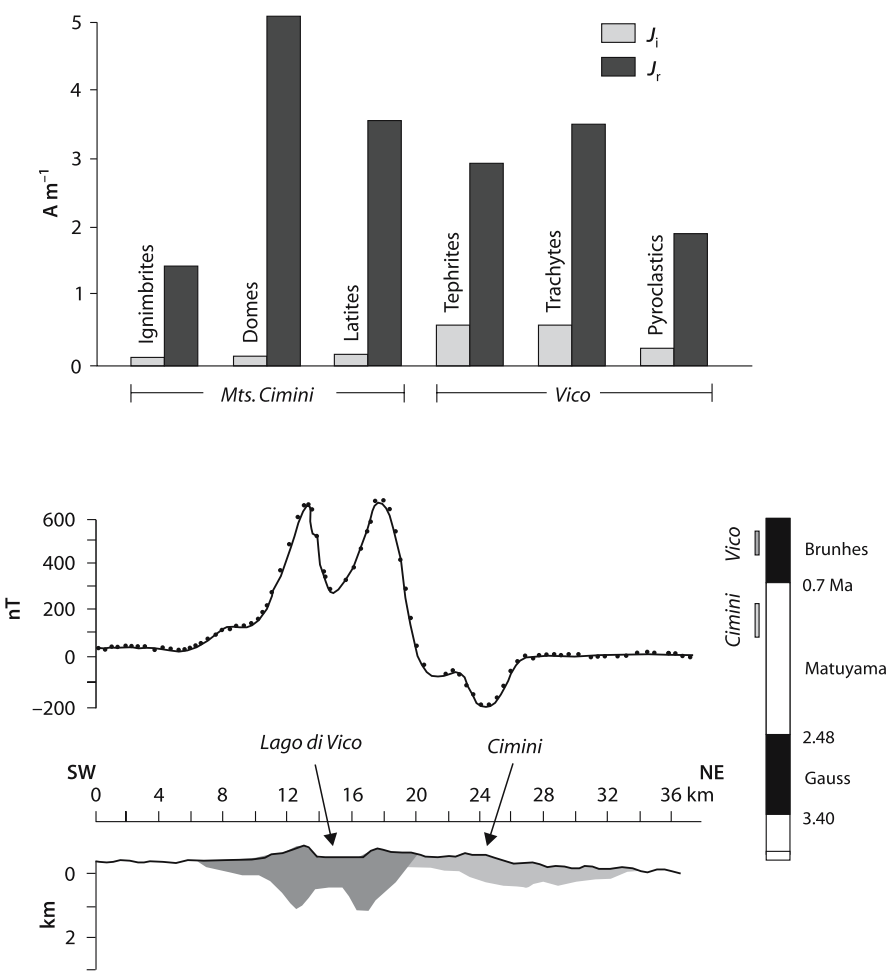 5
4
3
2
1
0
A m⁻¹
Jᵢ
Jᵣ
Ignimbrites
Domes
Latites
Tephrites
Trachytes
Pyroclastics
Mts. Cimini
Vico
600
400
200
0
–200
nT
Vico
Cimini
Brunhes
0.7 Ma
Matuyama
2.48
Gauss
3.40
Lago di Vico
Cimini
SW
NE
0 4 8 12 16 20 24 28 32 36 km
0
2
km